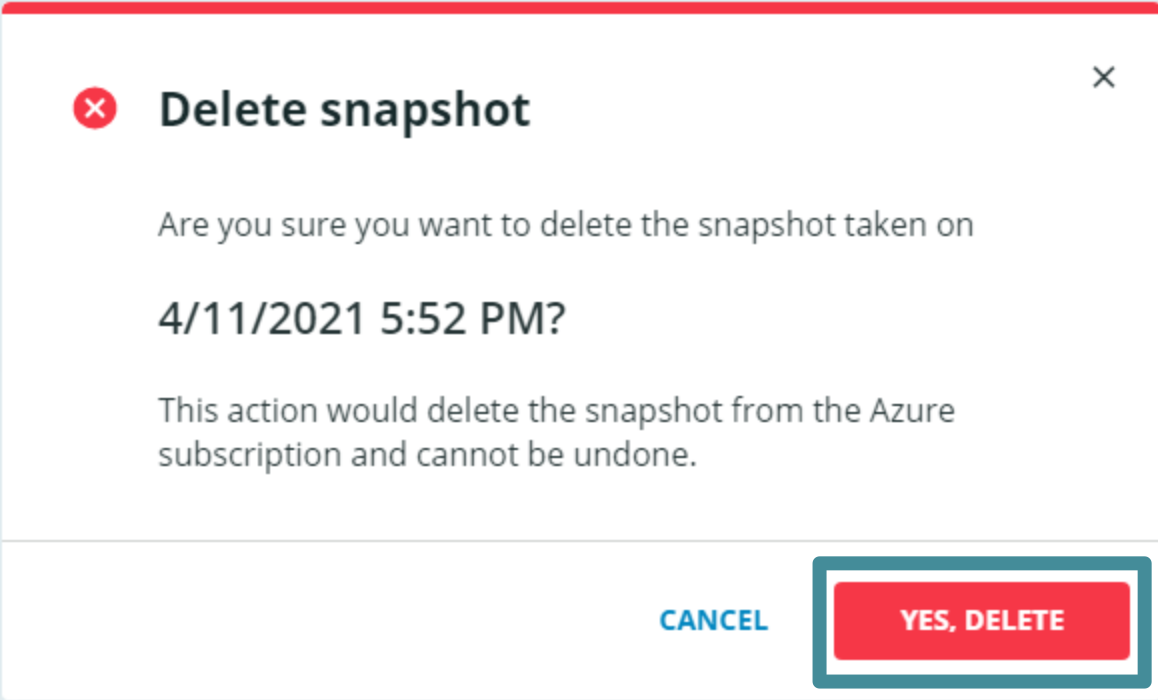 Delete snapshot
Are you sure you want to delete the snapshot taken on
4/11/2021 5:52 PM?
This action would delete the snapshot from the Azure
subscription and cannot be undone.
CANCEL
YES, DELETE